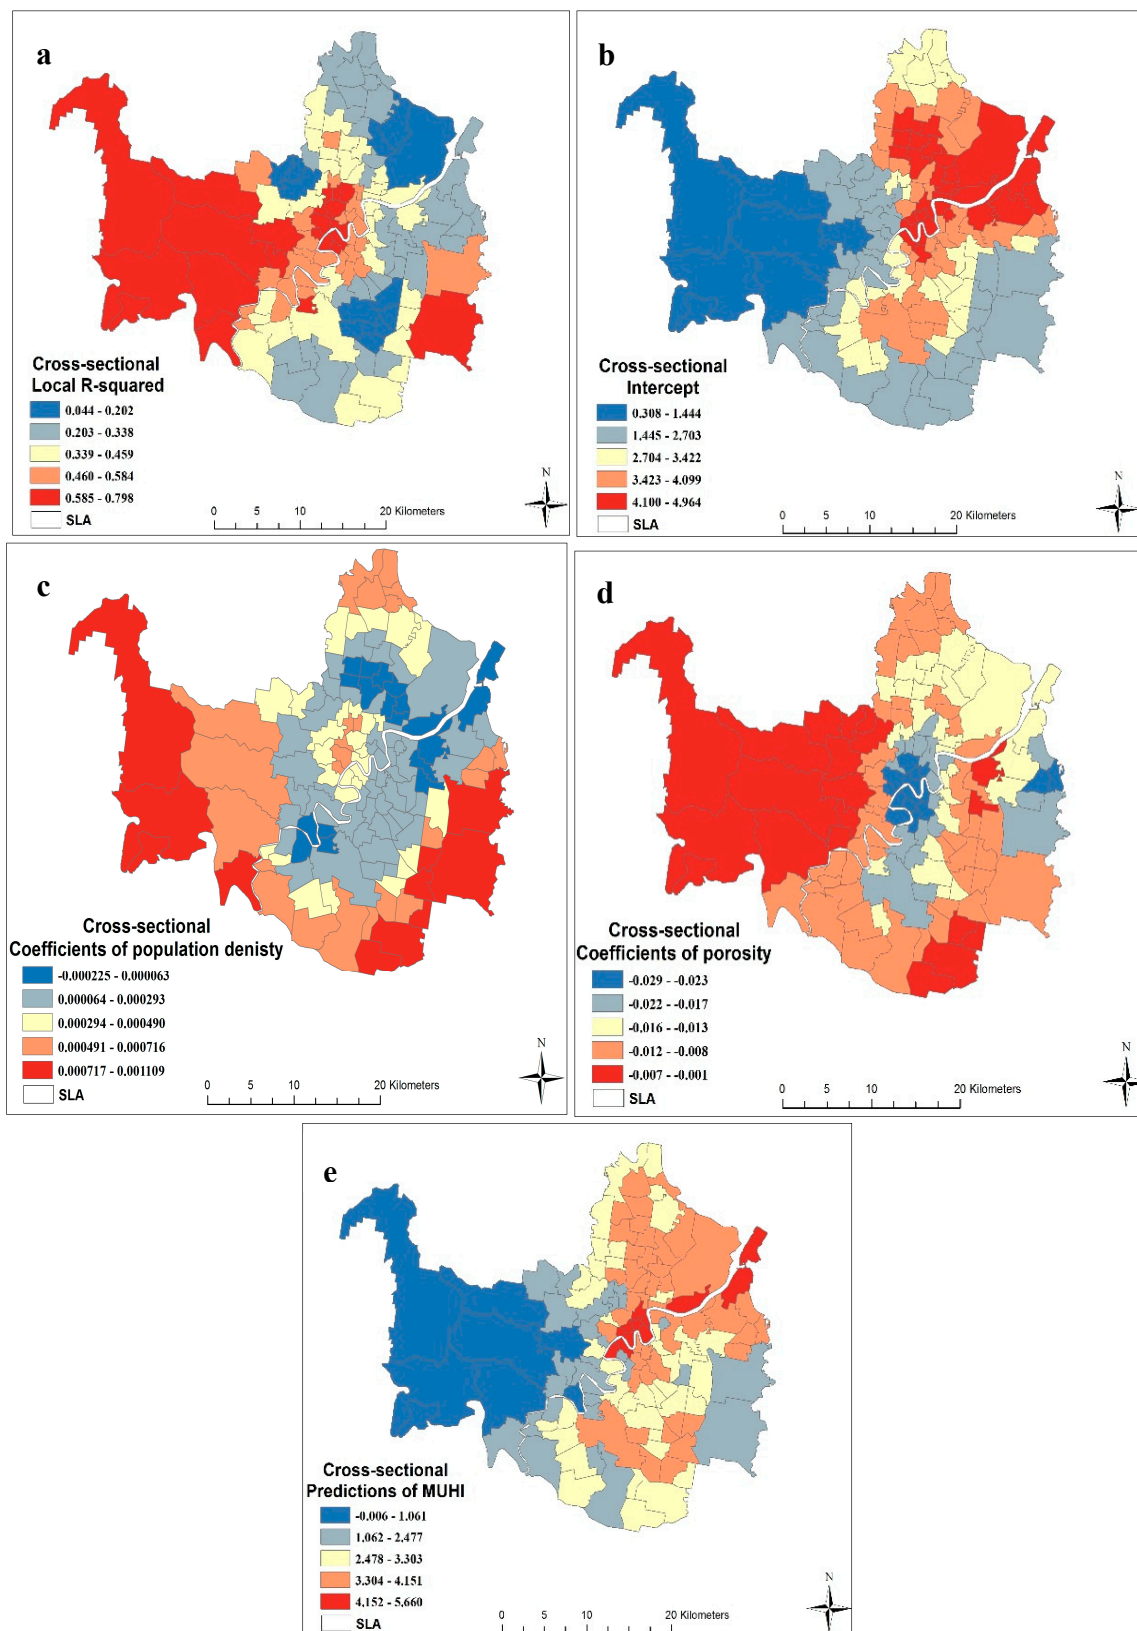 a
Cross-sectional
Local R-squared
0.044 - 0.202
0.203 - 0.338
0.339 - 0.459
0.460 - 0.584
0.585 - 0.798
SLA
0 5 10 20 Kilometers
N
b
Cross-sectional
Intercept
0.308 - 1.444
1.445 - 2.703
2.704 - 3.422
3.423 - 4.099
4.100 - 4.964
SLA
0 5 10 20 Kilometers
N
c
Cross-sectional
Coefficients of population denisty
-0.000225 - 0.000063
0.000064 - 0.000293
0.000294 - 0.000490
0.000491 - 0.000716
0.000717 - 0.001109
SLA
0 5 10 20 Kilometers
N
d
Cross-sectional
Coefficients of porosity
-0.029 - -0.023
-0.022 - -0.017
-0.016 - -0.013
-0.012 - -0.008
-0.007 - -0.001
SLA
0 5 10 20 Kilometers
N
e
Cross-sectional
Predictions of MUHI
-0.006 - 1.061
1.062 - 2.477
2.478 - 3.303
3.304 - 4.151
4.152 - 5.660
SLA
0 5 10 20 Kilometers
N